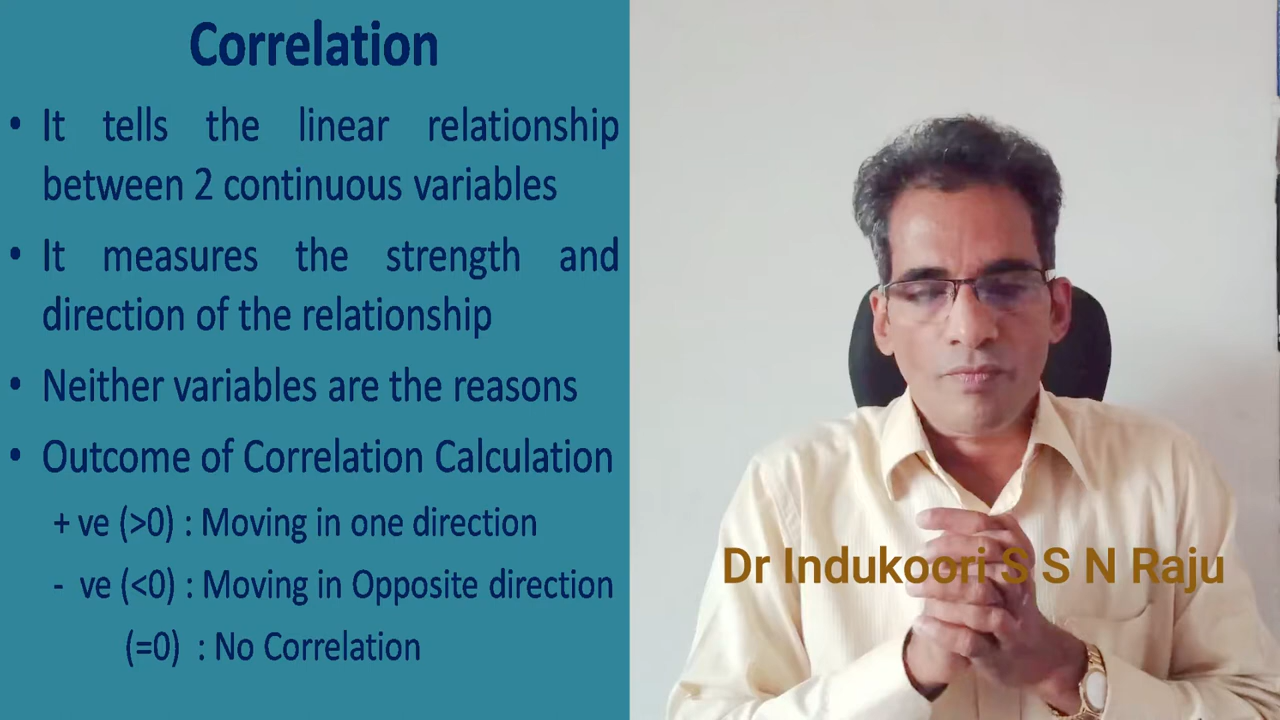 Correlation
• It tells the linear relationship
between 2 continuous variables
• It measures the strength and
direction of the relationship
• Neither variables are the reasons
• Outcome of Correlation Calculation
+ ve (>0) : Moving in one direction
- ve (<0) : Moving in Opposite direction
(=0) : No Correlation
Dr Indukoori S S N Raju